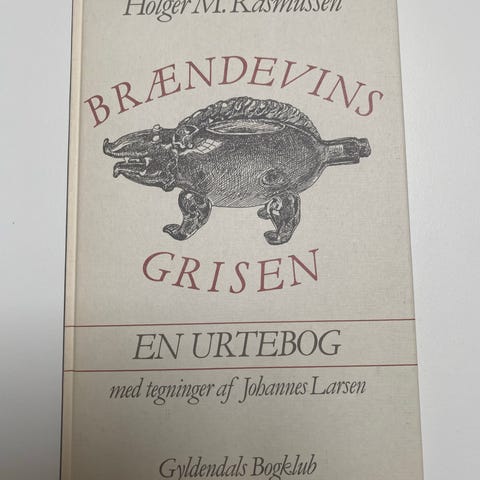 Holger M. Rasmussen
BRÆNDEVINS
GRISEN
EN URTEBOG
med tegninger af Johannes Larsen
Gyldendals Bogklub